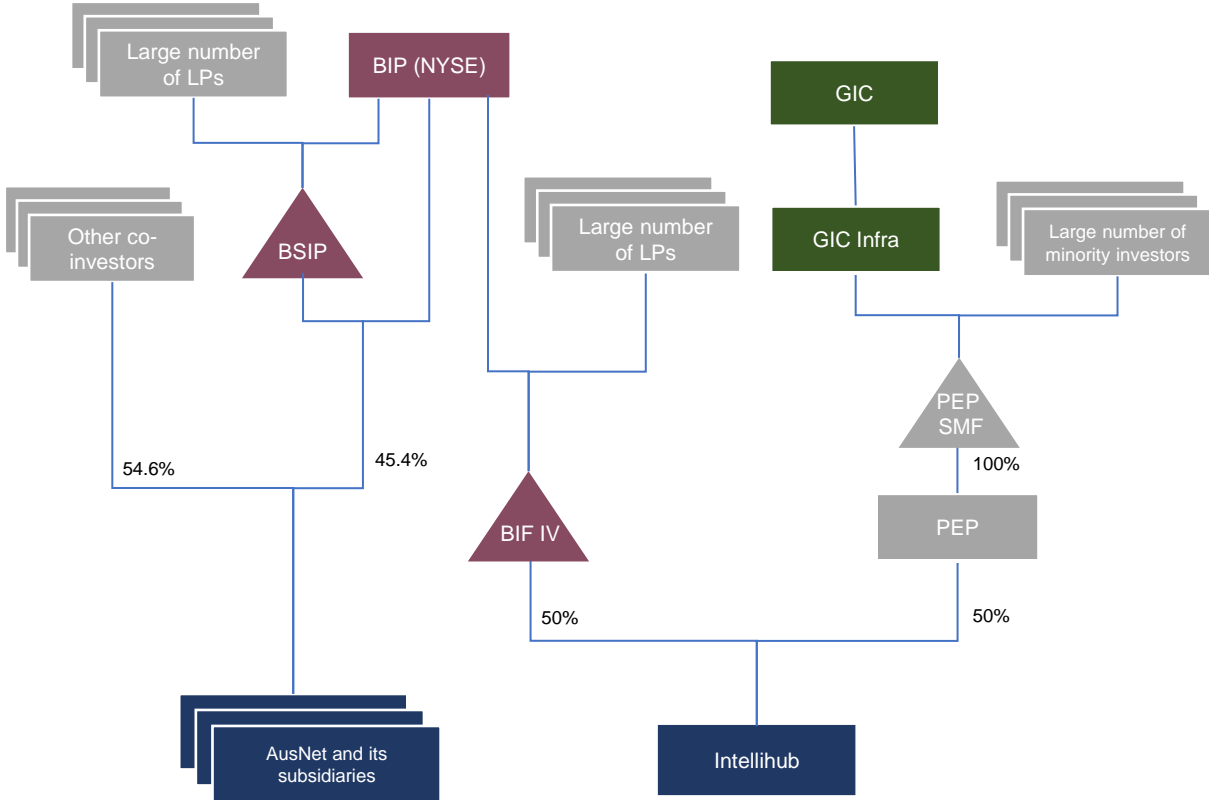 Large number
of LPs
BIP (NYSE)
GIC
Other co-
investors
BSIP
Large number
of LPs
GIC Infra
Large number of
minority investors
PEP
SMF
54.6%
45.4%
100%
BIF IV
PEP
50%
50%
AusNet and its
subsidiaries
Intellihub